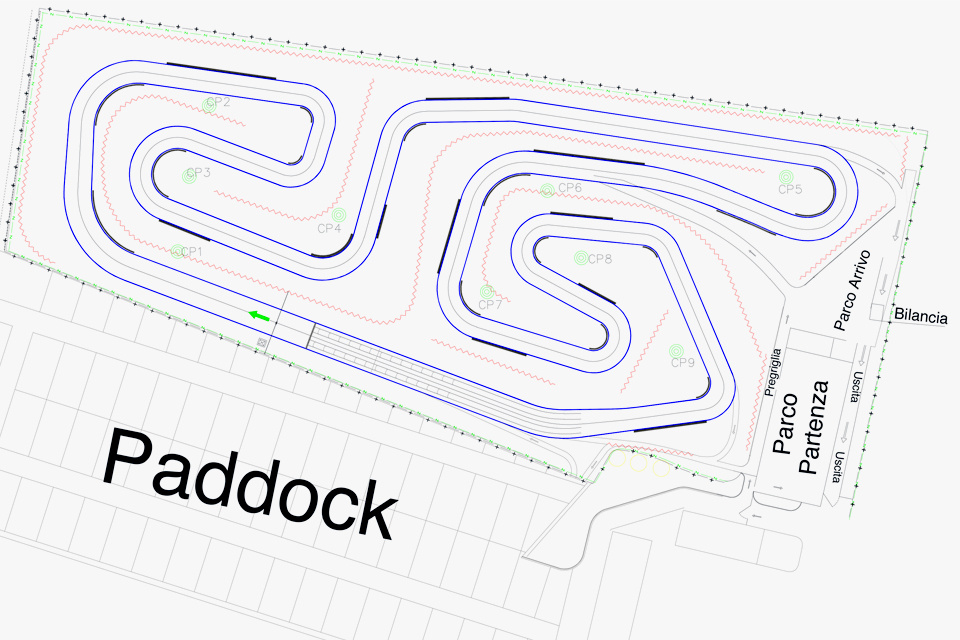 CP2
CP3
CP4
CP1
CP5
CP6
CP8
CP7
CP9
Parco Arrivo
Bilancia
Pregriglia
Parco
Partenza
Uscita
Uscita
Paddock